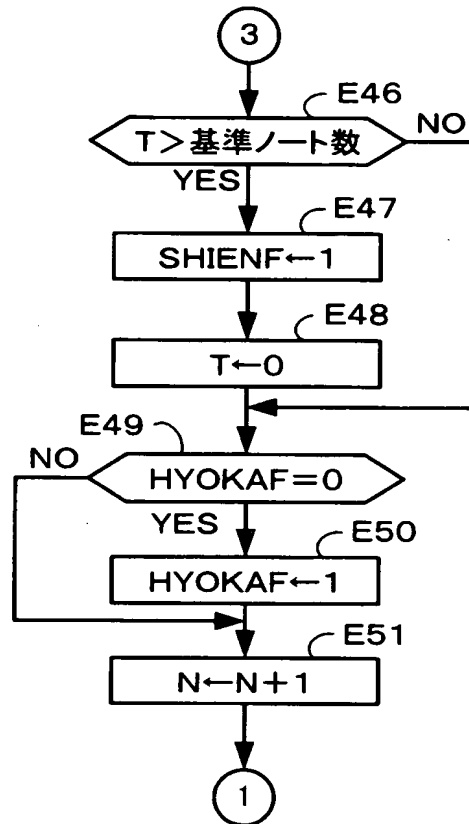 3
E46
T＞基準ノート数
NO
YES
E47
SHIENF←1
E48
T←0
E49
NO
HYOKAF＝0
YES
E50
HYOKAF←1
E51
N←N＋1
1